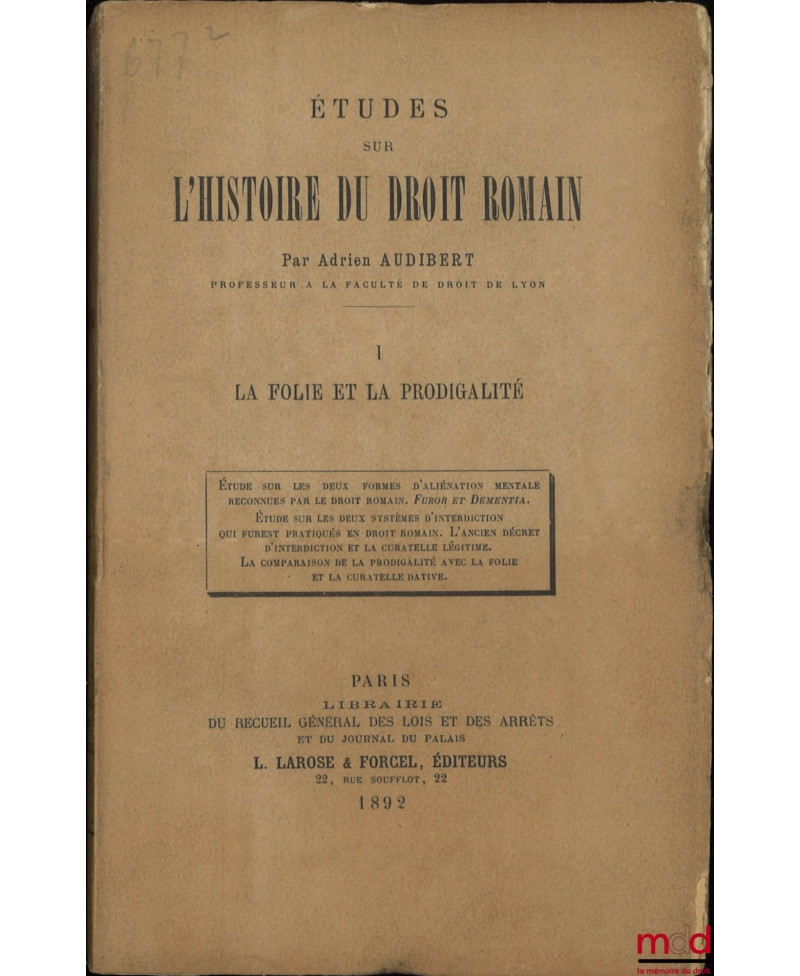 677²
ÉTUDES
SUR
L'HISTOIRE DU DROIT ROMAIN
Par Adrien AUDIBERT
PROFESSEUR A LA FACULTÉ DE DROIT DE LYON
I
LA FOLIE ET LA PRODIGALITÉ
ÉTUDE SUR LES DEUX FORMES D'ALIÉNATION MENTALE
RECONNUES PAR LE DROIT ROMAIN. FUROR ET DEMENTIA.
ÉTUDE SUR LES DEUX SYSTÈMES D'INTERDICTION
QUI FURENT PRATIQUÉS EN DROIT ROMAIN. L'ANCIEN DÉCRET
D'INTERDICTION ET LA CURATELLE LÉGITIME.
LA COMPARAISON DE LA PRODIGALITÉ AVEC LA FOLIE
ET LA CURATELLE DATIVE.
PARIS
LIBRAIRIE
DU RECUEIL GÉNÉRAL DES LOIS ET DES ARRÊTS
ET DU JOURNAL DU PALAIS
L. LAROSE & FORCEL, ÉDITEURS
22, RUE SOUFFLOT, 22
1892
mdd
la mémoire du droit